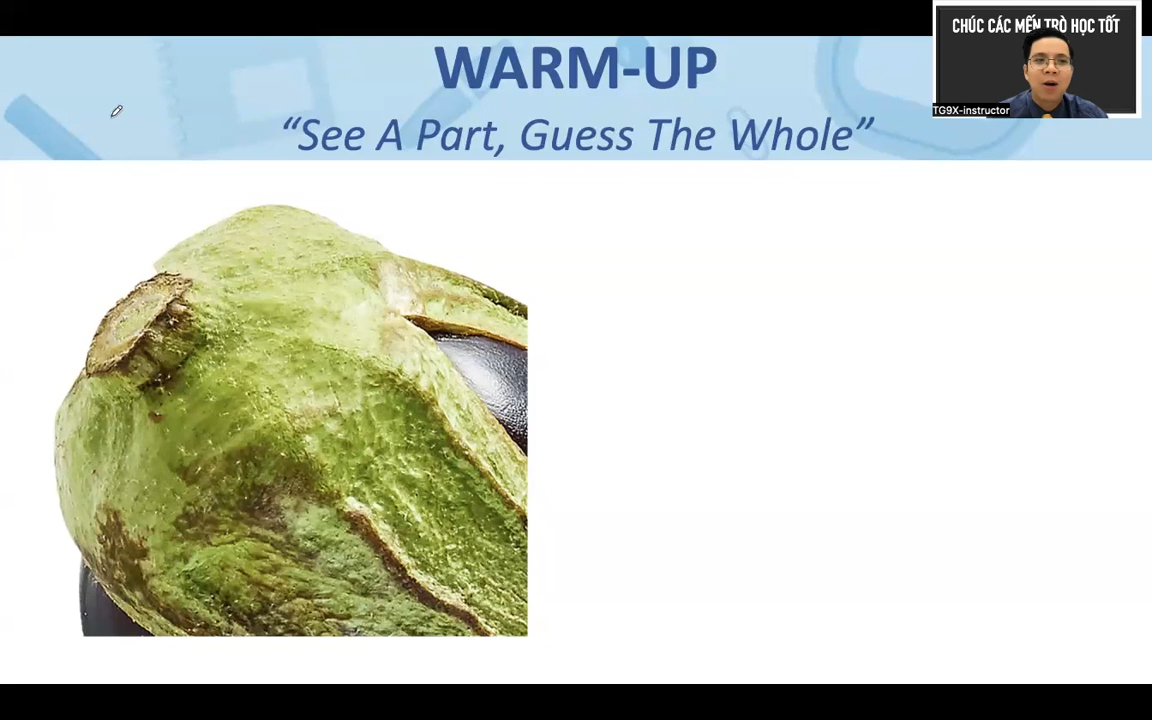 WARM-UP
“See A Part, Guess The Whole”
CHÚC CÁC MẾN TRÒ HỌC TỐT
TG9X-instructor